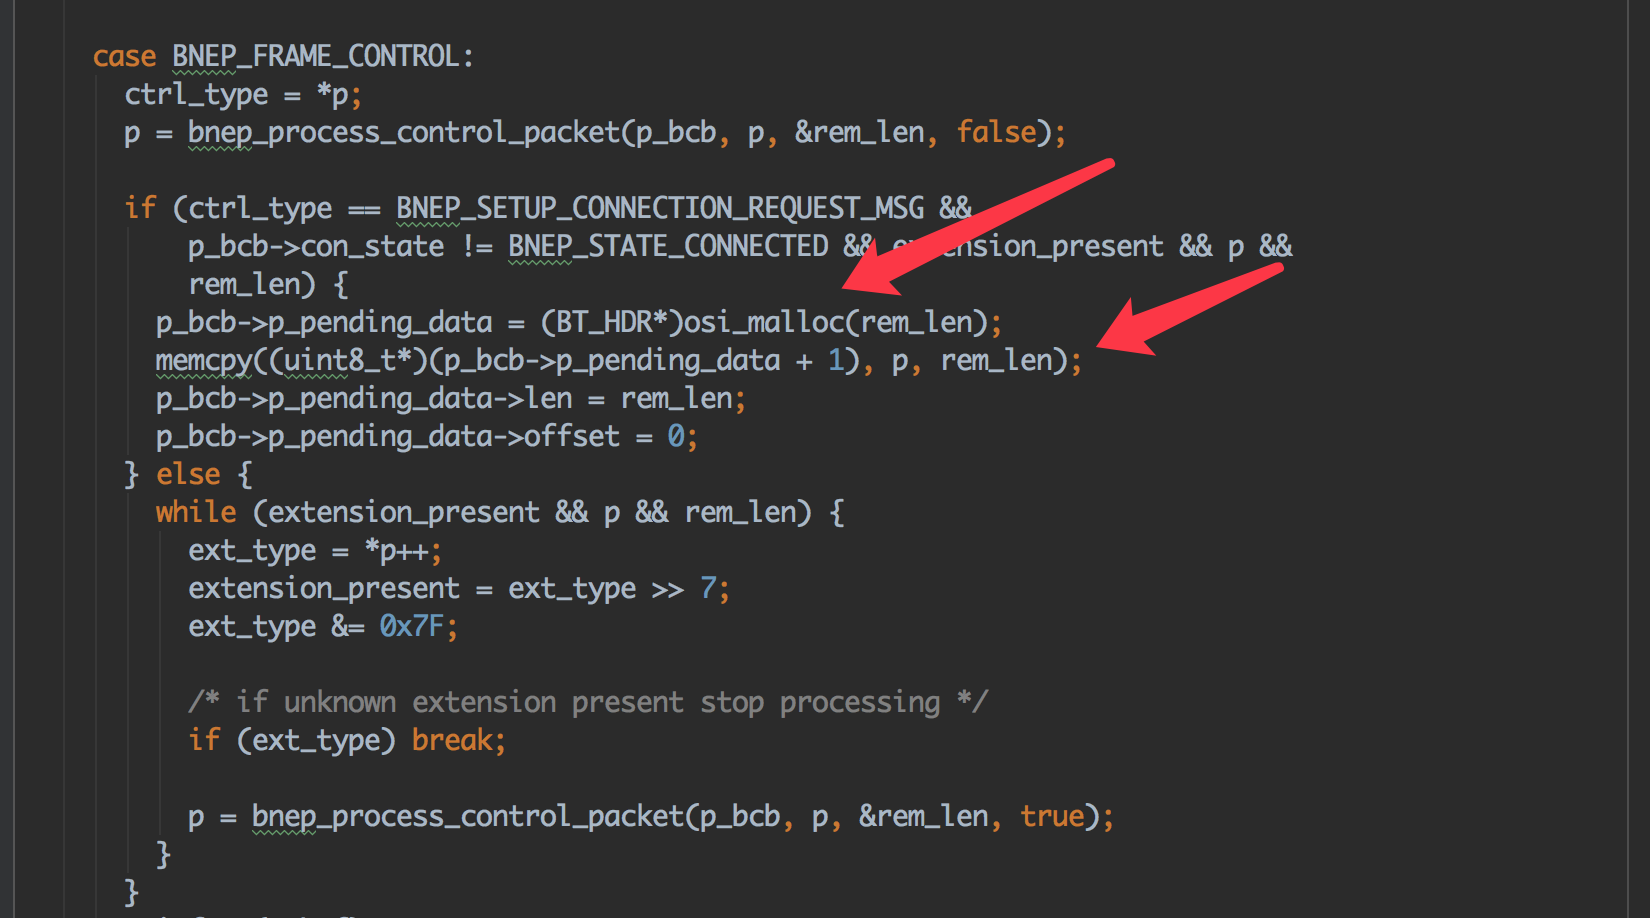 case BNEP_FRAME_CONTROL:
ctrl_type = *p;
p = bnep_process_control_packet(p_bcb, p, &rem_len, false);
if (ctrl_type == BNEP_SETUP_CONNECTION_REQUEST_MSG &&
p_bcb->con_state != BNEP_STATE_CONNECTED && extension_present && p &&
rem_len) {
p_bcb->p_pending_data = (BT_HDR*)osi_malloc(rem_len);
memcpy((uint8_t*)(p_bcb->p_pending_data + 1), p, rem_len);
p_bcb->p_pending_data->len = rem_len;
p_bcb->p_pending_data->offset = 0;
} else {
while (extension_present && p && rem_len) {
ext_type = *p++;
extension_present = ext_type >> 7;
ext_type &= 0x7F;
/* if unknown extension present stop processing */
if (ext_type) break;
p = bnep_process_control_packet(p_bcb, p, &rem_len, true);
}
}